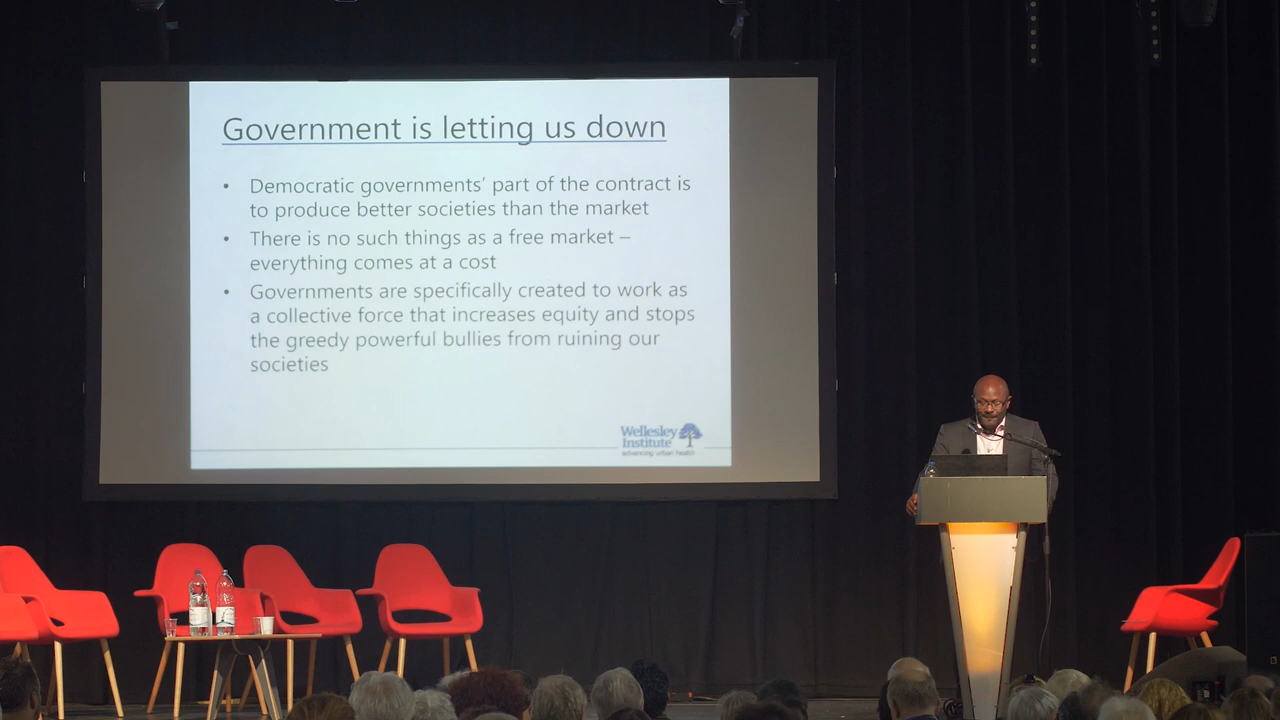 Government is letting us down
• Democratic governments' part of the contract is
to produce better societies than the market
• There is no such things as a free market –
everything comes at a cost
• Governments are specifically created to work as
a collective force that increases equity and stops
the greedy powerful bullies from ruining our
societies
Wellesley
Institute
advancing urban health